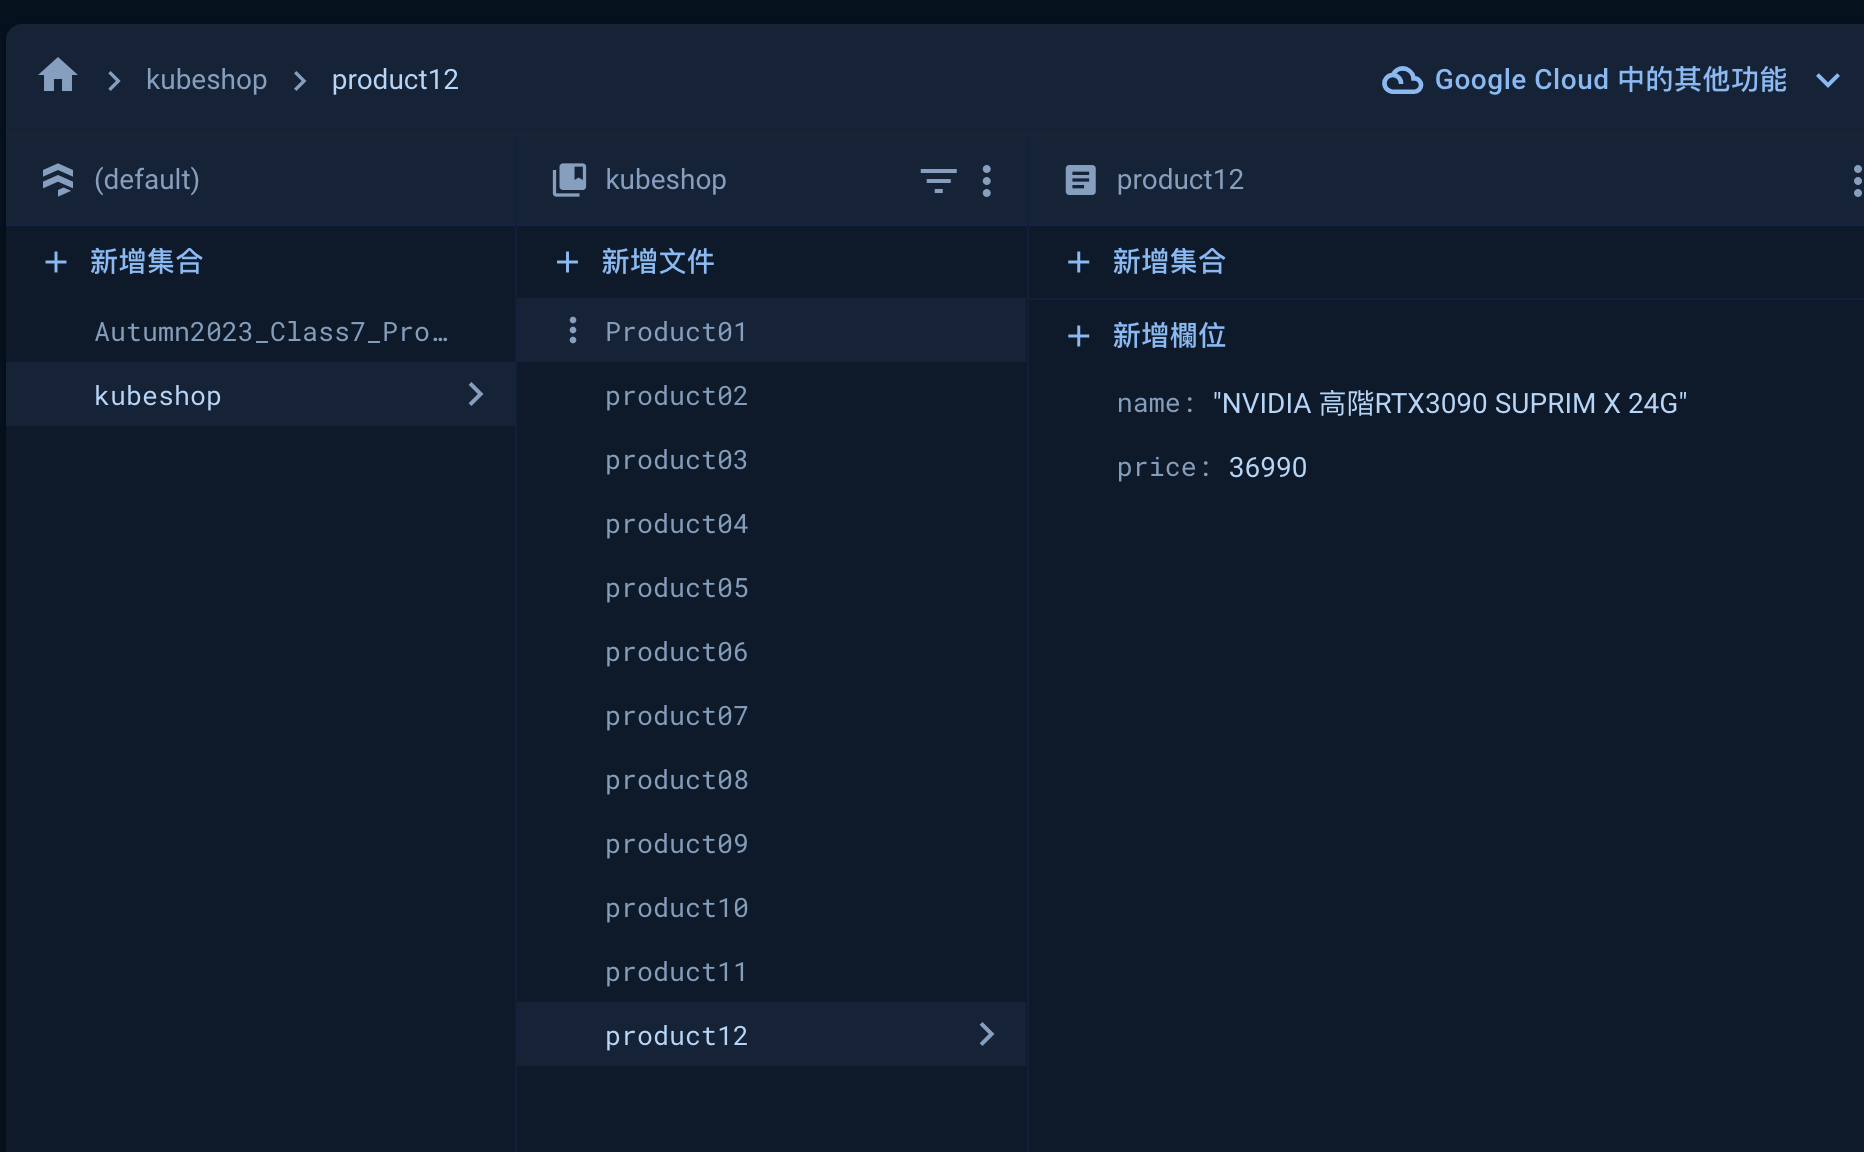 kubeshop
product12
Google Cloud 中的其他功能
(default)
新增集合
Autumn2023_Class7_Pro…
kubeshop
kubeshop
新增文件
Product01
product02
product03
product04
product05
product06
product07
product08
product09
product10
product11
product12
product12
新增集合
新增欄位
name: "NVIDIA 高階RTX3090 SUPRIM X 24G"
price: 36990